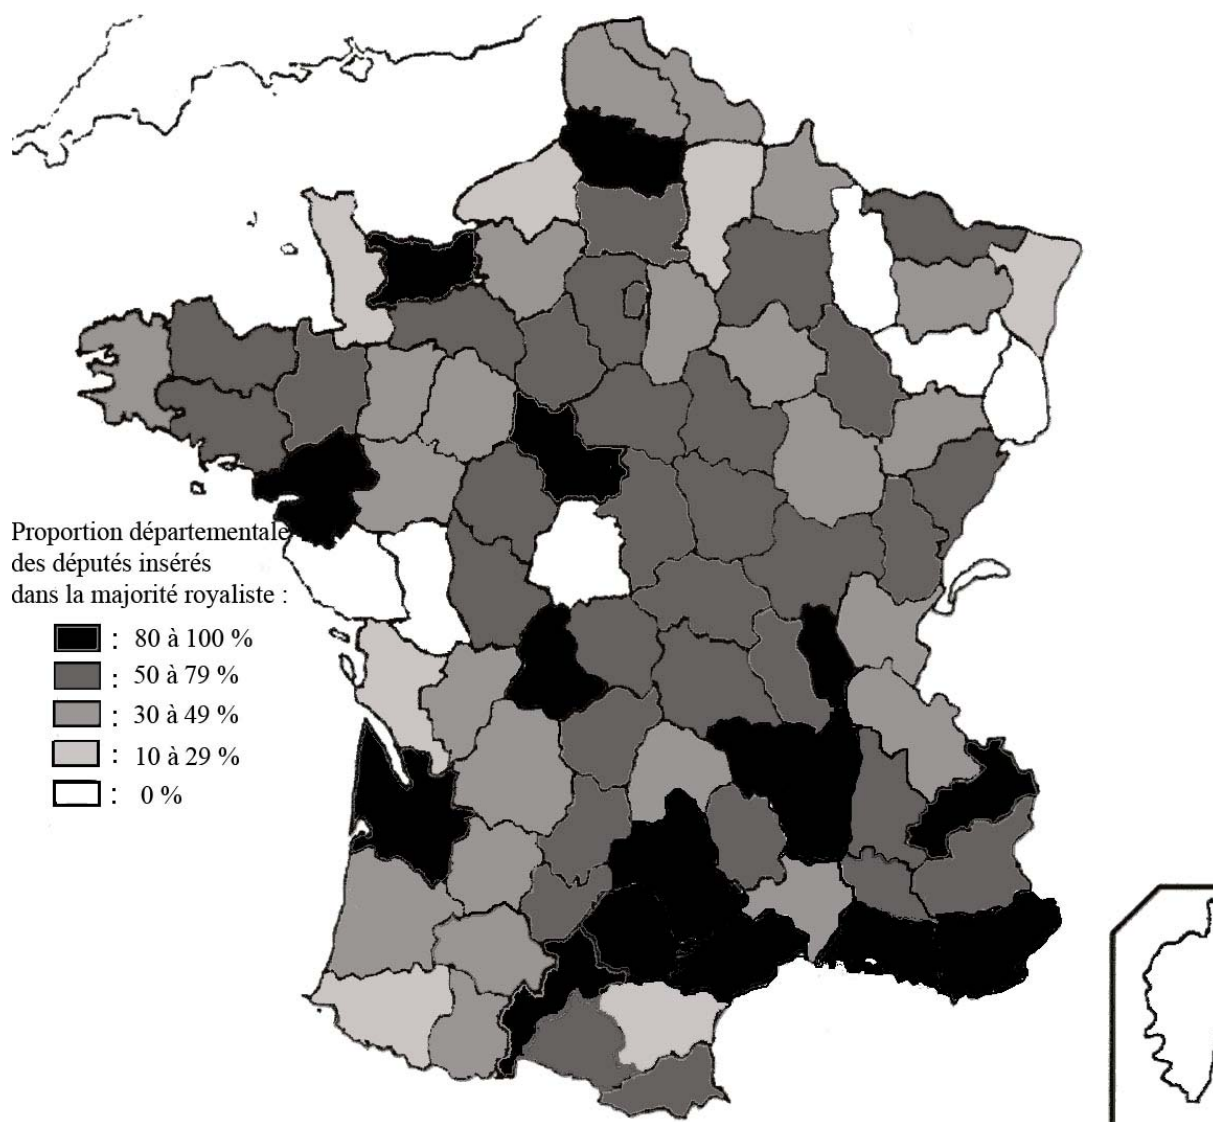 Proportion départementale
des députés insérés
dans la majorité royaliste :
: 80 à 100 %
: 50 à 79 %
: 30 à 49 %
: 10 à 29 %
: 0 %